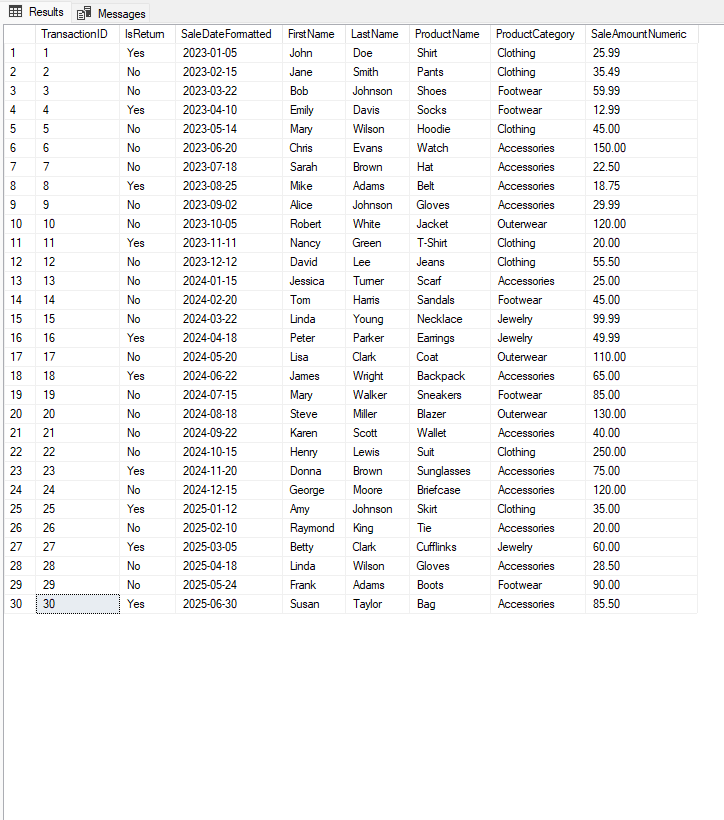 Results Messages
TransactionID IsReturn SaleDateFormatted FirstName LastName ProductName ProductCategory SaleAmountNumeric
1 1 Yes 2023-01-05 John Doe Shirt Clothing 25.99
2 2 No 2023-02-15 Jane Smith Pants Clothing 35.49
3 3 No 2023-03-22 Bob Johnson Shoes Footwear 59.99
4 4 Yes 2023-04-10 Emily Davis Socks Footwear 12.99
5 5 No 2023-05-14 Mary Wilson Hoodie Clothing 45.00
6 6 No 2023-06-20 Chris Evans Watch Accessories 150.00
7 7 No 2023-07-18 Sarah Brown Hat Accessories 22.50
8 8 Yes 2023-08-25 Mike Adams Belt Accessories 18.75
9 9 No 2023-09-02 Alice Johnson Gloves Accessories 29.99
10 10 No 2023-10-05 Robert White Jacket Outerwear 120.00
11 11 Yes 2023-11-11 Nancy Green T-Shirt Clothing 20.00
12 12 No 2023-12-12 David Lee Jeans Clothing 55.50
13 13 No 2024-01-15 Jessica Turner Scarf Accessories 25.00
14 14 No 2024-02-20 Tom Harris Sandals Footwear 45.00
15 15 No 2024-03-22 Linda Young Necklace Jewelry 99.99
16 16 Yes 2024-04-18 Peter Parker Earrings Jewelry 49.99
17 17 No 2024-05-20 Lisa Clark Coat Outerwear 110.00
18 18 Yes 2024-06-22 James Wright Backpack Accessories 65.00
19 19 No 2024-07-15 Mary Walker Sneakers Footwear 85.00
20 20 No 2024-08-18 Steve Miller Blazer Outerwear 130.00
21 21 No 2024-09-22 Karen Scott Wallet Accessories 40.00
22 22 No 2024-10-15 Henry Lewis Suit Clothing 250.00
23 23 Yes 2024-11-20 Donna Brown Sunglasses Accessories 75.00
24 24 No 2024-12-15 George Moore Briefcase Accessories 120.00
25 25 Yes 2025-01-12 Amy Johnson Skirt Clothing 35.00
26 26 No 2025-02-10 Raymond King Tie Accessories 20.00
27 27 Yes 2025-03-05 Betty Clark Cufflinks Jewelry 60.00
28 28 No 2025-04-18 Linda Wilson Gloves Accessories 28.50
29 29 No 2025-05-24 Frank Adams Boots Footwear 90.00
30 30 Yes 2025-06-30 Susan Taylor Bag Accessories 85.50